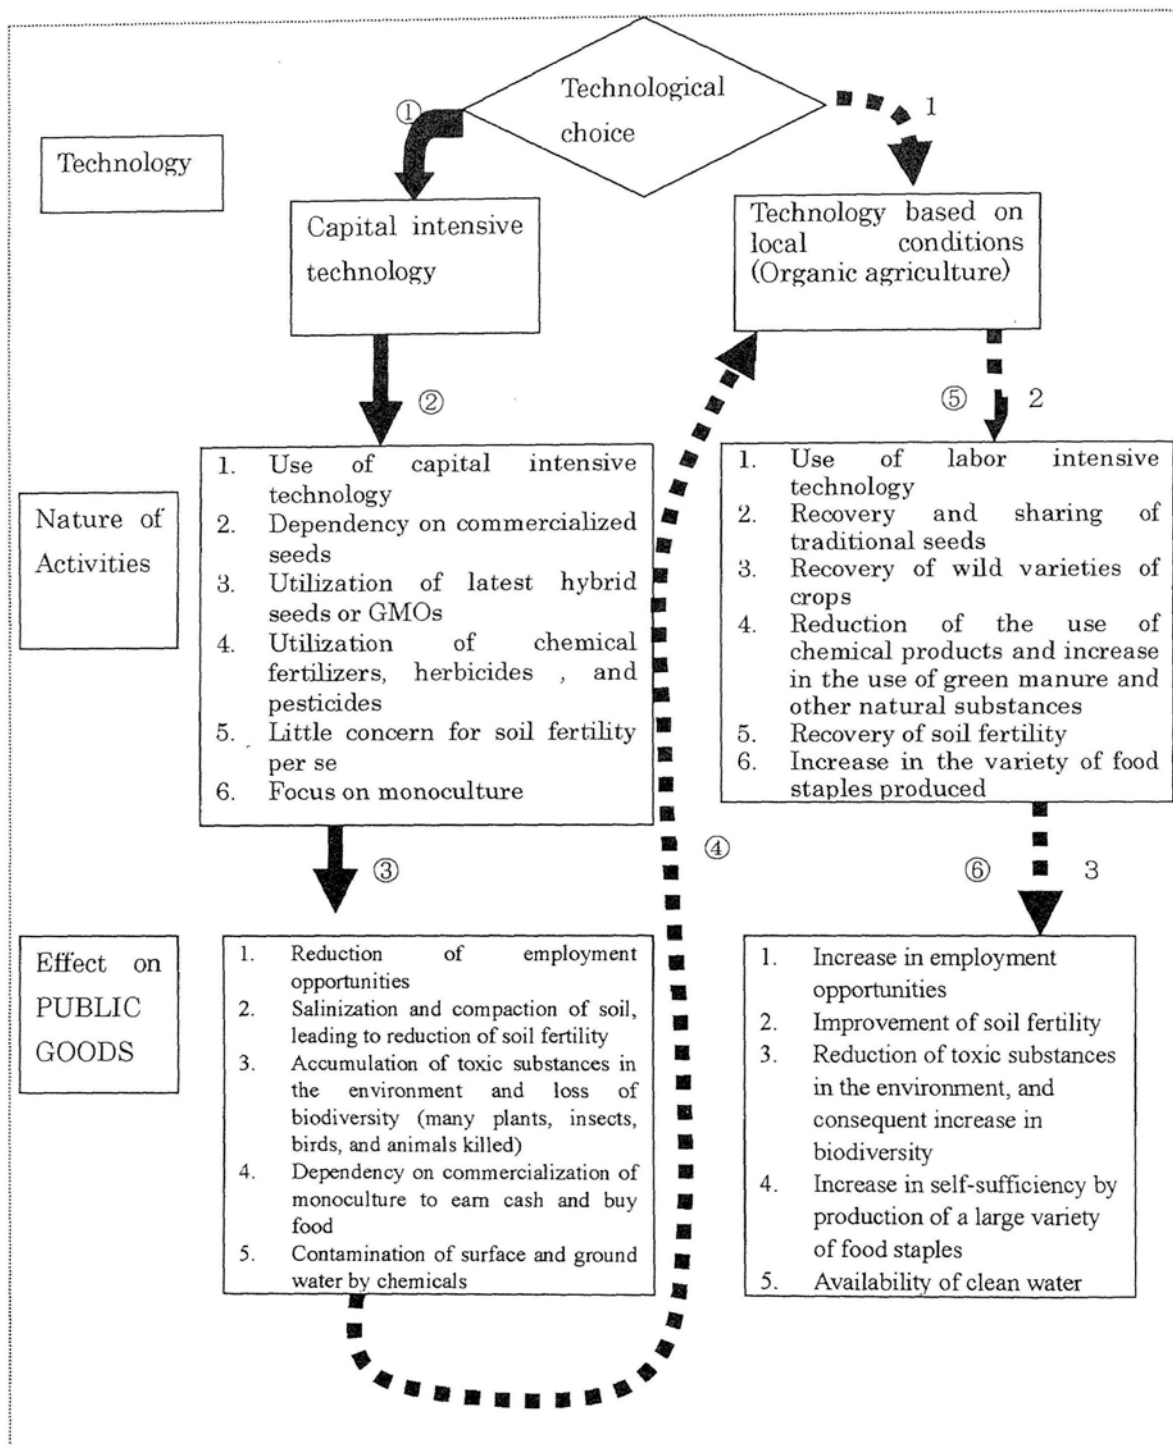 Technological
choice
①
1
Technology
Capital intensive
technology
Technology based on
local conditions
(Organic agriculture)
②
⑤
2
Nature of
Activities
1. Use of capital intensive
technology
2. Dependency on commercialized
seeds
3. Utilization of latest hybrid
seeds or GMOs
4. Utilization of chemical
fertilizers, herbicides , and
pesticides
5. Little concern for soil fertility
per se
6. Focus on monoculture
1. Use of labor intensive
technology
2. Recovery and sharing of
traditional seeds
3. Recovery of wild varieties of
crops
4. Reduction of the use of
chemical products and increase
in the use of green manure and
other natural substances
5. Recovery of soil fertility
6. Increase in the variety of food
staples produced
③
④
⑥
3
Effect on
PUBLIC
GOODS
1. Reduction of employment
opportunities
2. Salinization and compaction of soil,
leading to reduction of soil fertility
3. Accumulation of toxic substances in
the environment and loss of
biodiversity (many plants, insects,
birds, and animals killed)
4. Dependency on commercialization of
monoculture to earn cash and buy
food
5. Contamination of surface and ground
water by chemicals
1. Increase in employment
opportunities
2. Improvement of soil fertility
3. Reduction of toxic substances
in the environment, and
consequent increase in
biodiversity
4. Increase in self-sufficiency by
production of a large variety
of food staples
5. Availability of clean water